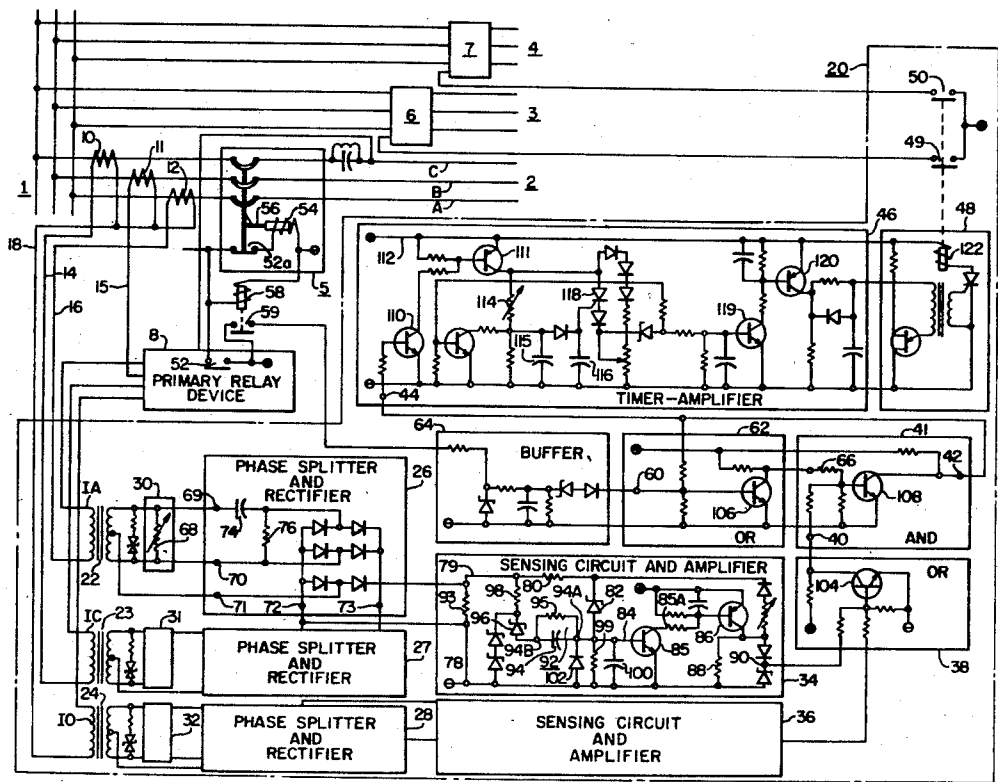 7
4
20
50
6
3
10
11
12
49
C
1
B
2
A
56
54
46
48
18
52a
112
111
122
120
14
5
118
16
58
114
119
15
59
110
115
116
8
52
PRIMARY RELAY
DEVICE
44
TIMER-AMPLIFIER
64
62
41
PHASE SPLITTER
AND
RECTIFIER
26
BUFFER
66
42
30
60
108
IA
69
74
76
106
68
OR
40
AND
22
70
79
SENSING CIRCUIT AND AMPLIFIER
OR
71
80
104
IC
23
72
73
93
98
95
94A
82
85A
31
96
84
86
PHASE SPLITTER
AND
RECTIFIER
27
94B
99
85
90
78
94
92
102
100
88
38
24
34
IO
32
PHASE SPLITTER
AND
RECTIFIER
28
SENSING CIRCUIT
AND
AMPLIFIER
36